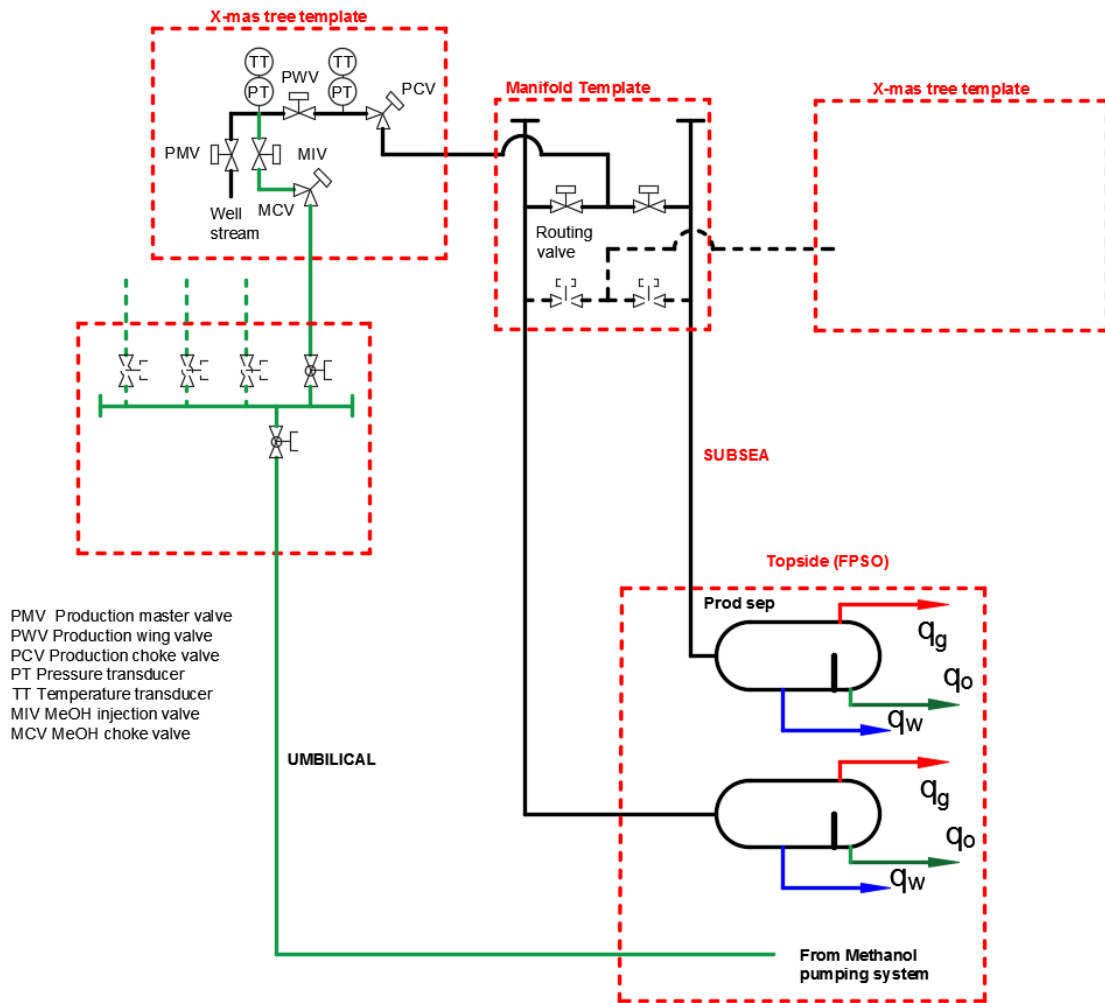 X-mas tree template
TT
TT
PWV
PT
PT
PCV
PMV
MIV
MCV
Well
stream
Manifold Template
Routing
valve
X-mas tree template
SUBSEA
Topside (FPSO)
Prod sep
qg
qo
qw
qg
qo
qw
From Methanol
pumping system
UMBILICAL
PMV Production master valve
PWV Production wing valve
PCV Production choke valve
PT Pressure transducer
TT Temperature transducer
MIV MeOH injection valve
MCV MeOH choke valve